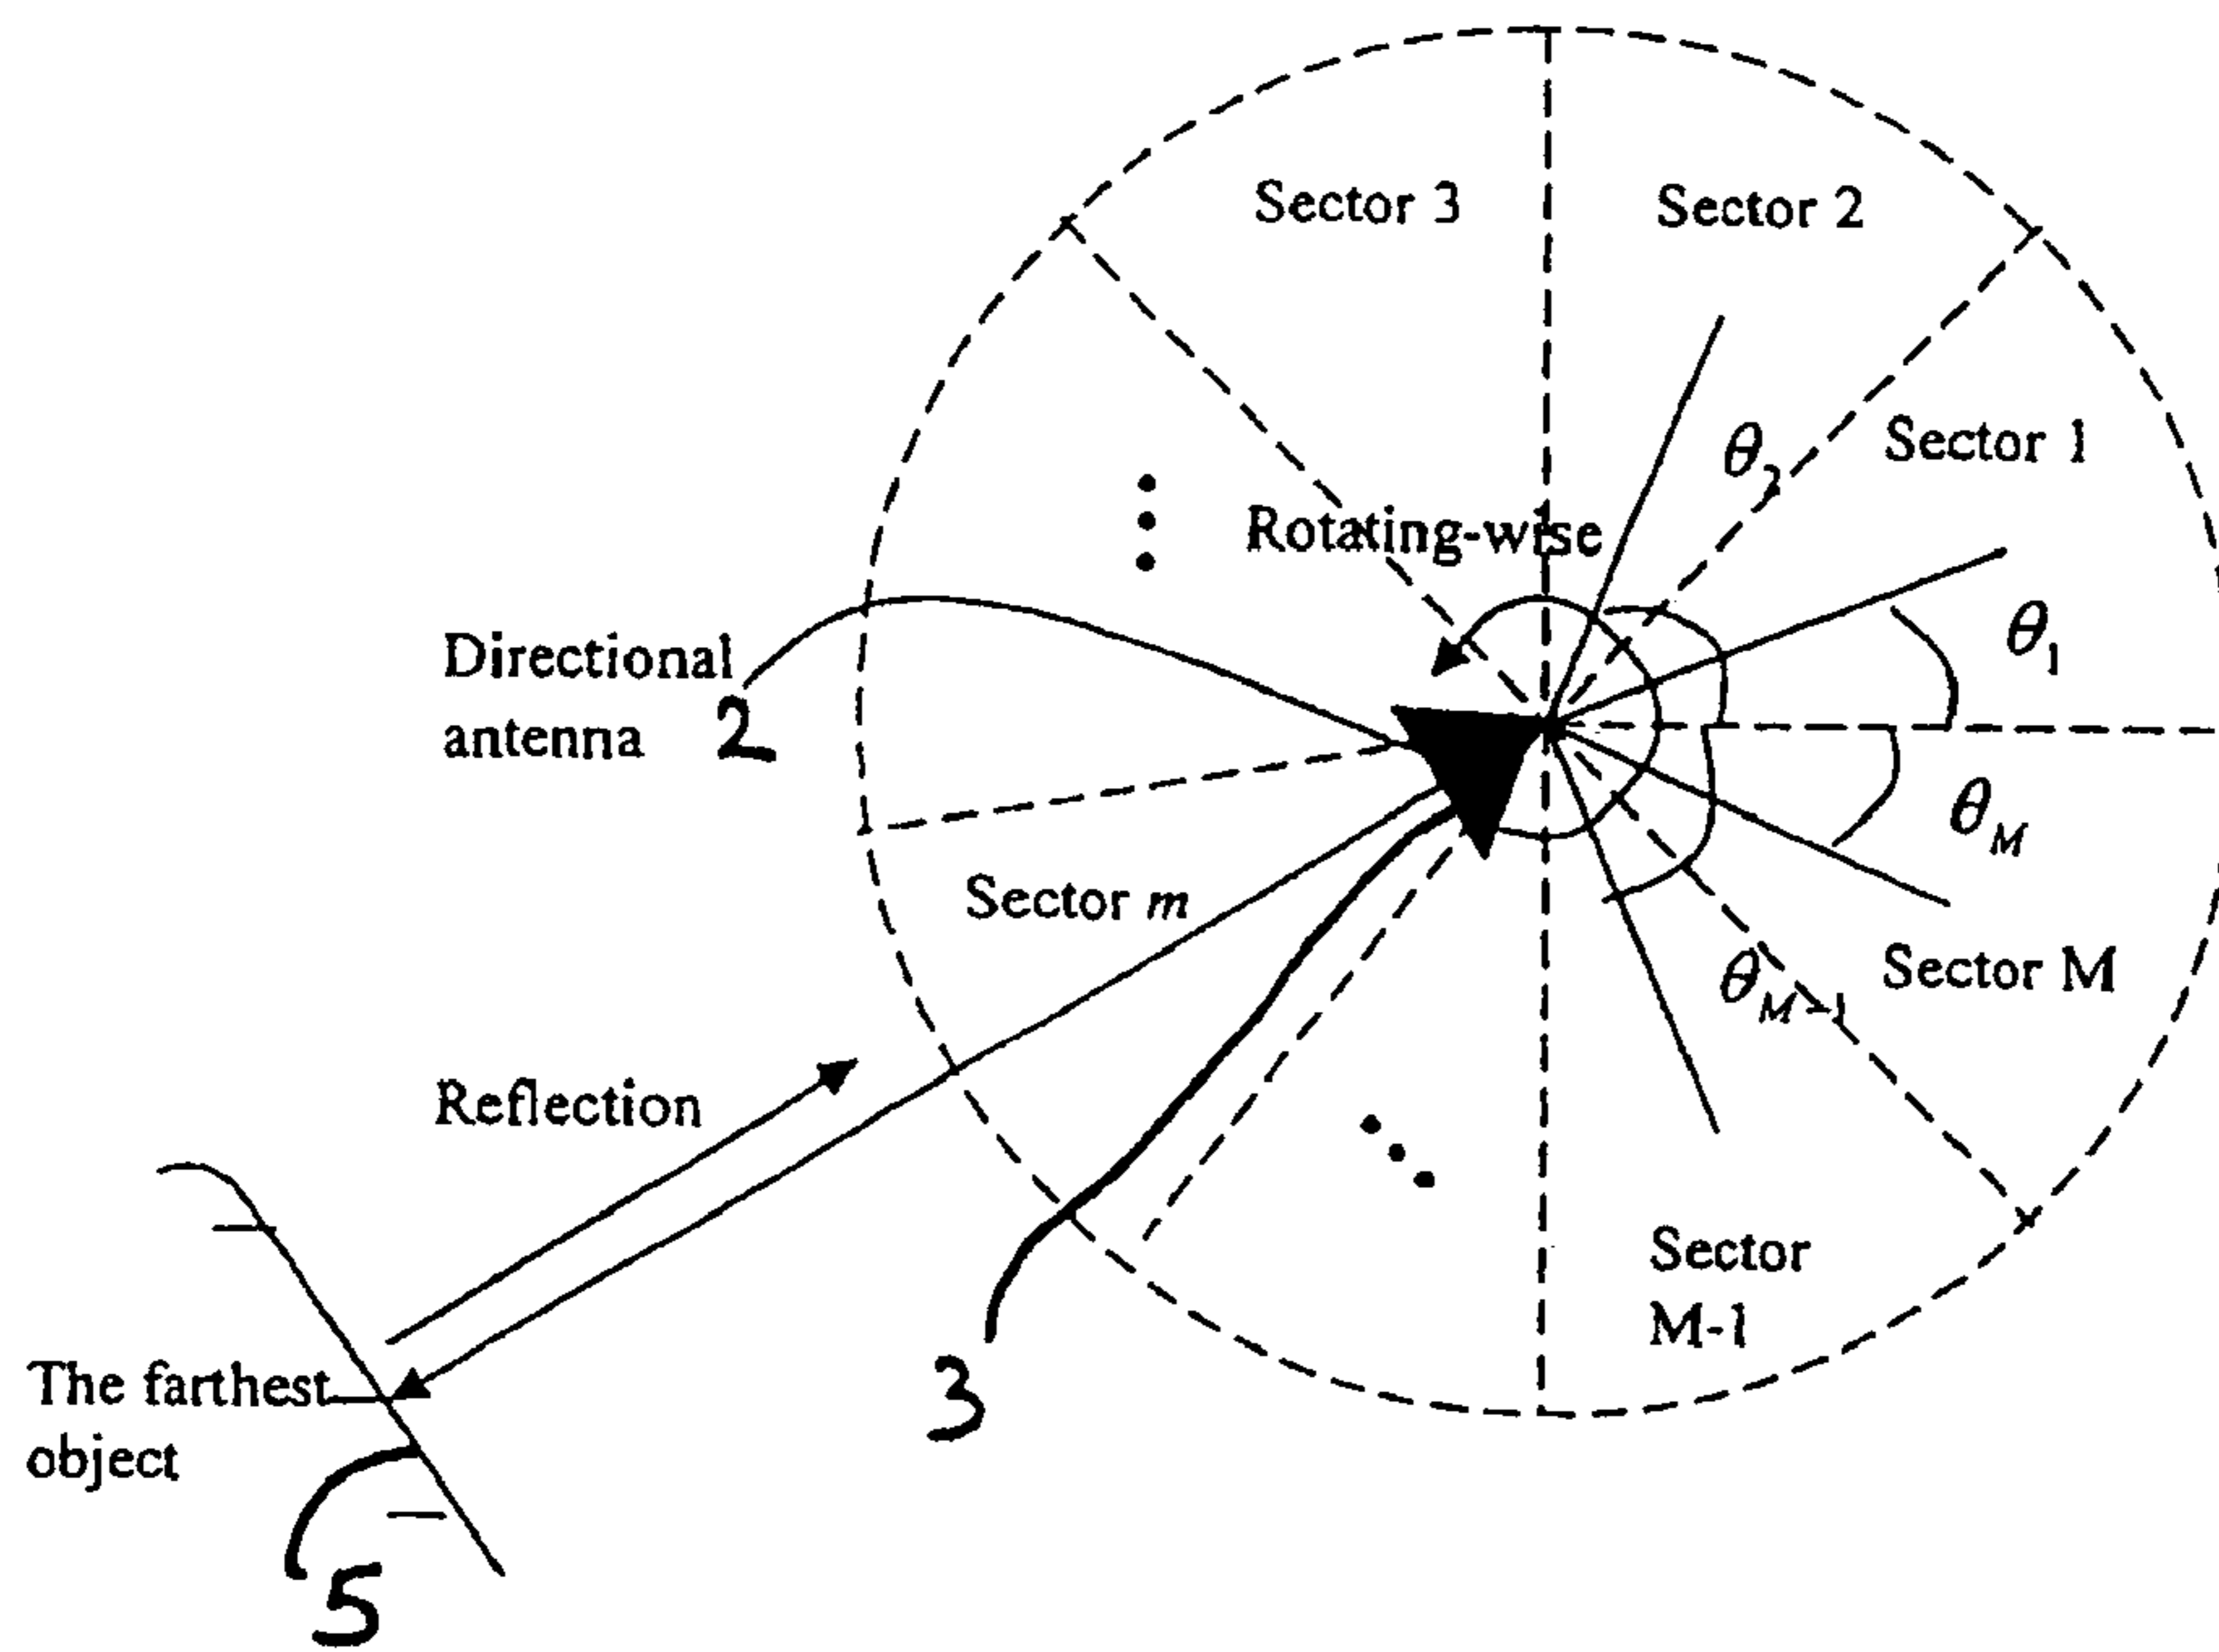 Sector 3
Sector 2
Sector 1
θ2
Rotating-wise
θ1
Directional
antenna 2
θM
Sector m
Sector M
θM-1
Reflection
Sector
M-1
3
The farthest
object
5